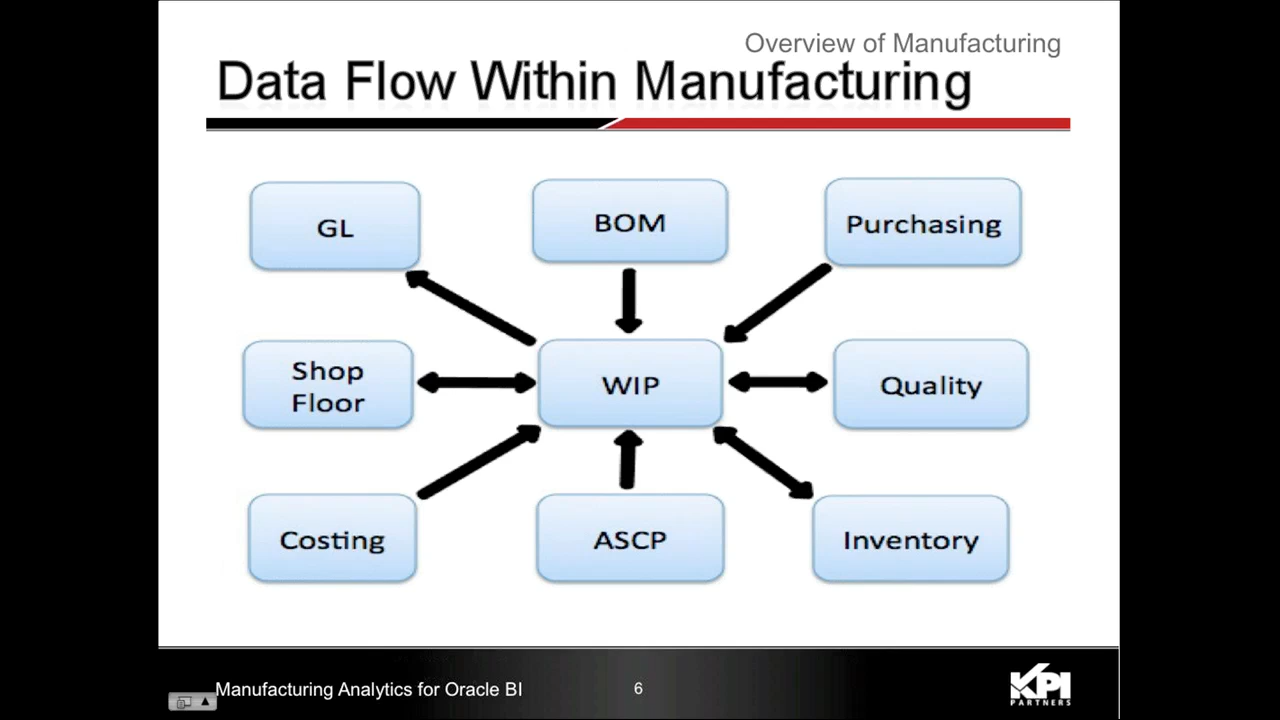 Overview of Manufacturing
Data Flow Within Manufacturing
GL
BOM
Purchasing
Shop
Floor
WIP
Quality
Costing
ASCP
Inventory
Manufacturing Analytics for Oracle BI
6
KPI
PARTNERS